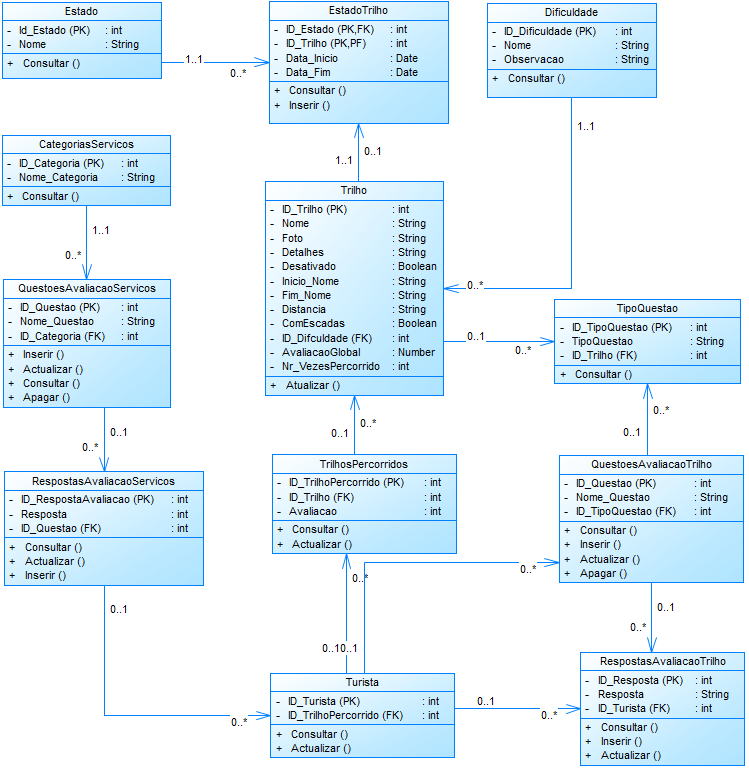 Estado
- Id_Estado (PK) : int
- Nome : String
+ Consultar ()
1..1
0..*
EstadoTrilho
- ID_Estado (PK,FK) : int
- ID_Trilho (PK,PF) : int
- Data_Inicio : Date
- Data_Fim : Date
+ Consultar ()
+ Inserir ()
Dificuldade
- ID_Dificuldade (PK) : int
- Nome : String
- Observacao : String
+ Consultar ()
1..1
0..1
1..1
CategoriasServicos
- ID_Categoria (PK) : int
- Nome_Categoria : String
+ Consultar ()
1..1
0..*
Trilho
- ID_Trilho (PK) : int
- Nome : String
- Foto : String
- Detalhes : String
- Desativado : Boolean
- Inicio_Nome : String
- Fim_Nome : String
- Distancia : String
- ComEscadas : Boolean
- ID_Difculdade (FK) : int
- AvaliacaoGlobal : Number
- Nr_VezesPercorrido : int
+ Atualizar ()
0..*
0..1
0..*
QuestoesAvaliacaoServicos
- ID_Questao (PK) : int
- Nome_Questao : String
- ID_Categoria (FK) : int
+ Inserir ()
+ Actualizar ()
+ Consultar ()
+ Apagar ()
0..1
0..*
TipoQuestao
- ID_TipoQuestao (PK) : int
- TipoQuestao : String
- ID_Trilho (FK) : int
+ Consultar ()
0..*
0..1
0..*
0..1
RespostasAvaliacaoServicos
- ID_RespostaAvaliacao (PK) : int
- Resposta : int
- ID_Questao (FK) : int
+ Consultar ()
+ Actualizar ()
+ Inserir ()
0..1
0..*
TrilhosPercorridos
- ID_TrilhoPercorrido (PK) : int
- ID_Trilho (FK) : int
- Avaliacao : int
+ Consultar ()
+ Actualizar ()
0..*
0..*
0..10..1
QuestoesAvaliacaoTrilho
- ID_Questao (PK) : int
- Nome_Questao : String
- ID_TipoQuestao (FK) : int
+ Consultar ()
+ Inserir ()
+ Actualizar ()
+ Apagar ()
0..1
0..*
Turista
- ID_Turista (PK) : int
- ID_TrilhoPercorrido (FK) : int
+ Consultar ()
+ Actualizar ()
0..1
0..*
RespostasAvaliacaoTrilho
- ID_Resposta (PK) : int
- Resposta : String
- ID_Turista (FK) : int
+ Consultar ()
+ Inserir ()
+ Actualizar ()